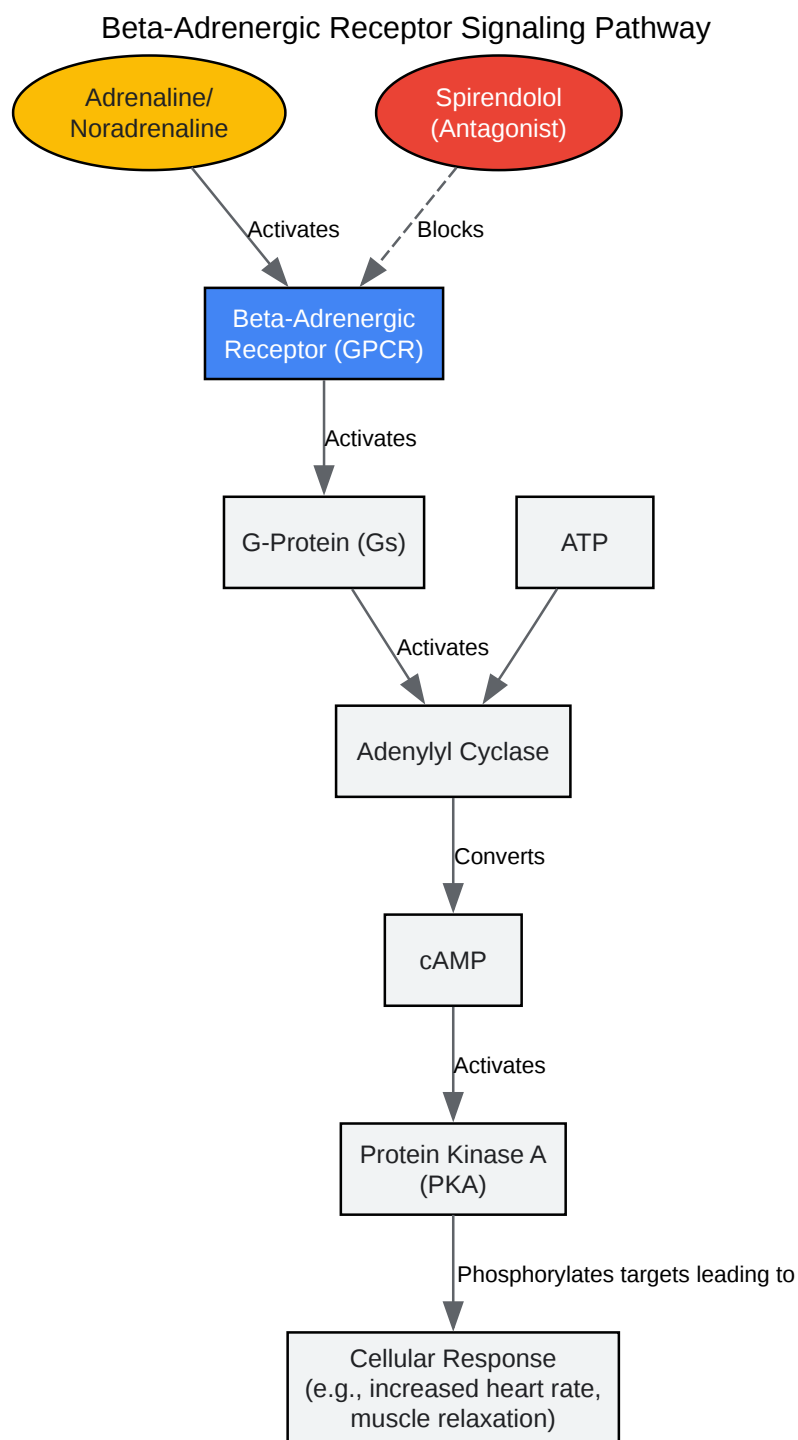 Beta-Adrenergic Receptor Signaling Pathway
Adrenaline/
Noradrenaline
Spirendolol
(Antagonist)
Activates
Blocks
Beta-Adrenergic
Receptor (GPCR)
Activates
G-Protein (Gs)
ATP
Activates
Adenylyl Cyclase
Converts
cAMP
Activates
Protein Kinase A
(PKA)
Phosphorylates targets leading to
Cellular Response
(e.g., increased heart rate,
muscle relaxation)